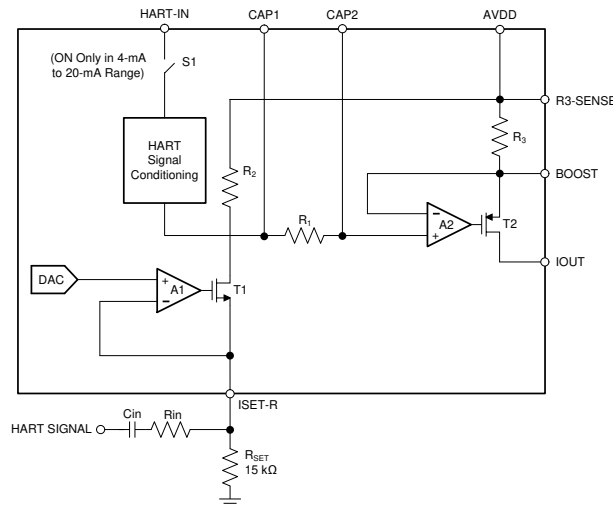 HART-IN
CAP1
CAP2
AVDD
(ON Only in 4-mA
to 20-mA Range)
S1
R3-SENSE
HART
Signal
Conditioning
R2
R3
BOOST
R1
−
+
A2
T2
IOUT
DAC
+
−
A1
T1
ISET-R
HART SIGNAL
Cin
Rin
RSET
15 kΩ